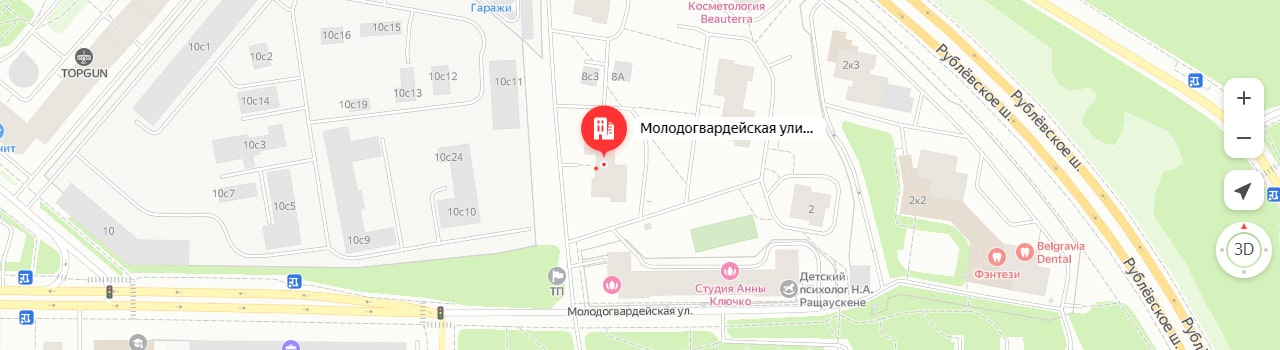 Гаражи
Косметология
Beauterra
10с15
10с16
10с1
10с2
TOPGUN
10с12
10с11
8с3
8А
2к3
Рублёвское ш.
Рублёвское ш.
10с14
10с13
10с19
Молодогвардейская ули...
нит
10с3
10с24
10с7
10с5
10с10
10
10с9
2
2к2
Belgravia
Dental
Фэнтези
3D
Рублёвское ш.
Рублёвское ш.
ТП
Студия Анны
Ключко
Детский
психолог Н.А.
Ращаускене
Молодогвардейская ул.